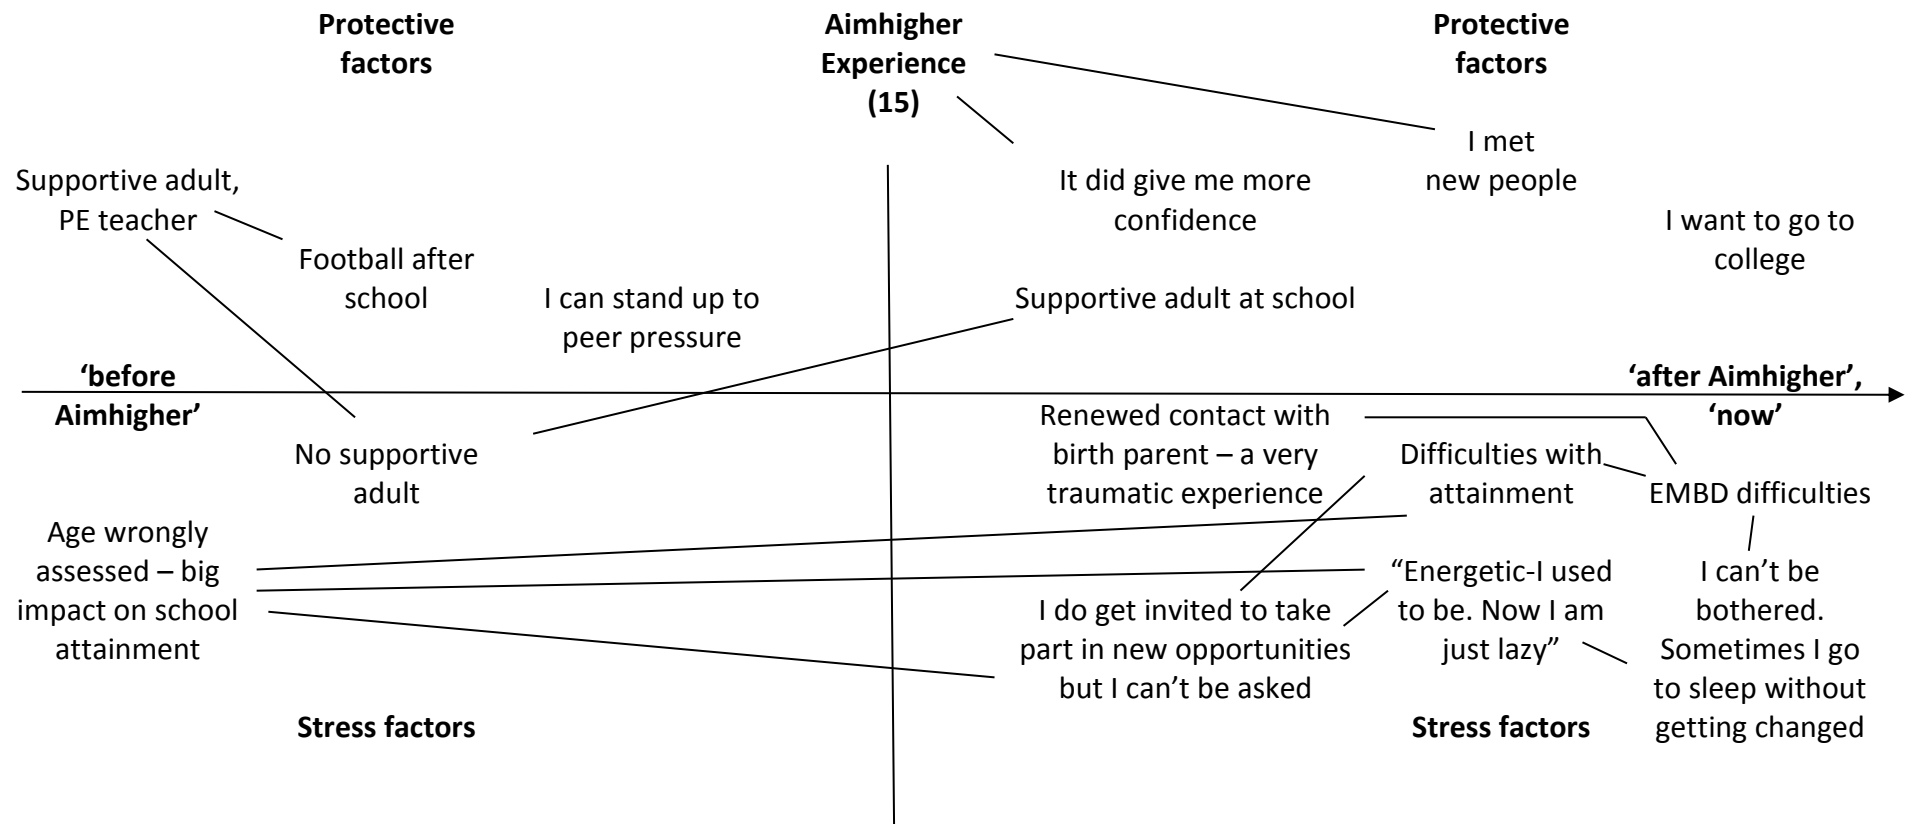 Protective
factors
Aimhigher
Experience
(15)
Protective
factors
I met
new people
Supportive adult,
PE teacher
It did give me more
confidence
I want to go to
college
Football after
school
I can stand up to
peer pressure
Supportive adult at school
‘before
Aimhigher’
‘after Aimhigher’,
‘now’
No supportive
adult
Renewed contact with
birth parent – a very
traumatic experience
Difficulties with
attainment
EMBD difficulties
Age wrongly
assessed – big
impact on school
attainment
I do get invited to take
part in new opportunities
but I can’t be asked
“Energetic-I used
to be. Now I am
just lazy”
I can’t be
bothered.
Sometimes I go
to sleep without
getting changed
Stress factors
Stress factors